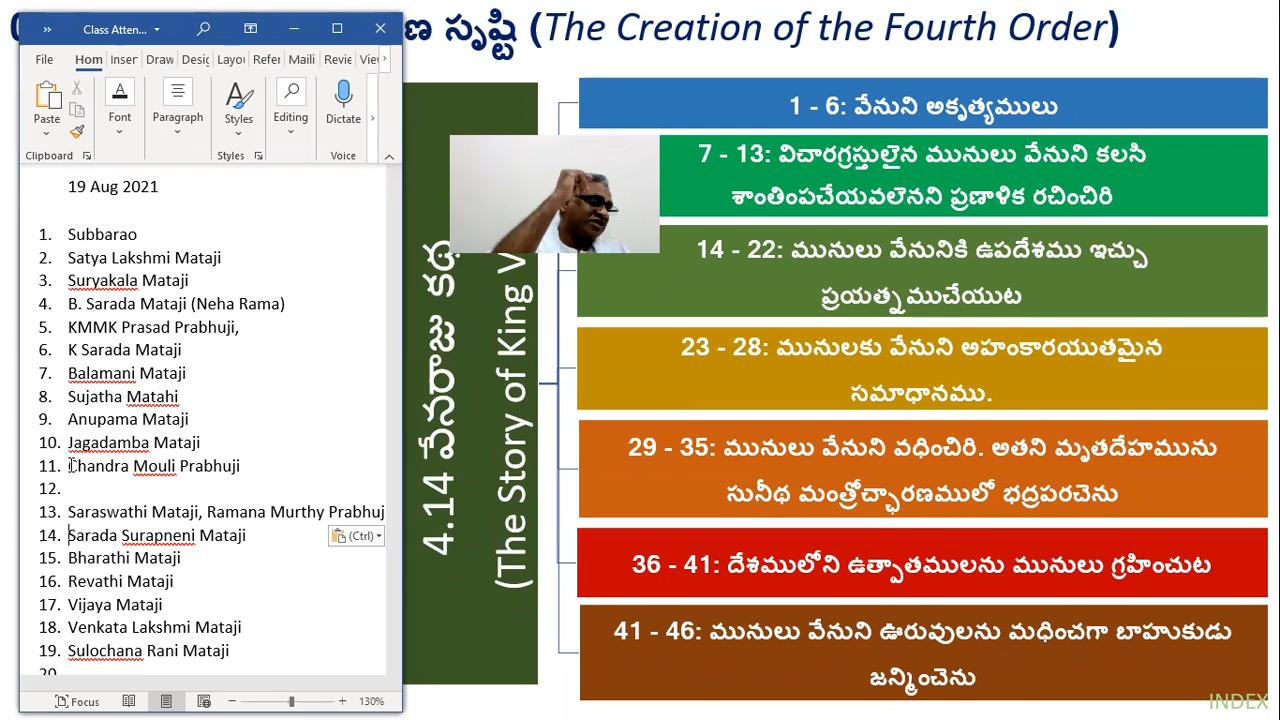 ణ సృష్టి (The Creation of the Fourth Order)
Class Atten...
File Hom Inser Draw Desig Layo Refer Maili Revie Vie
Paste Font Paragraph Styles Editing Dictate
Clipboard Styles Voice
19 Aug 2021
1. Subbarao
2. Satya Lakshmi Mataji
3. Suryakala Mataji
4. B. Sarada Mataji (Neha Rama)
5. KMMK Prasad Prabhuji,
6. K Sarada Mataji
7. Balamani Mataji
8. Sujatha Matahi
9. Anupama Mataji
10. Jagadamba Mataji
11. Chandra Mouli Prabhuji
12.
13. Saraswathi Mataji, Ramana Murthy Prabhuj
14. Sarada Surapneni Mataji
15. Bharathi Mataji
16. Revathi Mataji
17. Vijaya Mataji
18. Venkata Lakshmi Mataji
19. Sulochana Rani Mataji
20.
(Ctrl)
Focus 130%
4.14 వేనరాజు కథ
(The Story of King V
1 - 6: వేనుని అకృత్యములు
7 - 13: విచారగ్రస్తులైన మునులు వేనుని కలసి
శాంతింపచేయవలెనని ప్రణాళిక రచించిరి
14 - 22: మునులు వేనునికి ఉపదేశము ఇచ్చు
ప్రయత్నముచేయుట
23 - 28: మునులకు వేనుని అహంకారయుతమైన
సమాధానము.
29 - 35: మునులు వేనుని వధించిరి. అతని మృతదేహమును
సునీథ మంత్రోచ్ఛారణములో భద్రపరచెను
36 - 41: దేశములోని ఉత్పాతములను మునులు గ్రహించుట
41 - 46: మునులు వేనుని ఊరువులను మధించగా బాహుకుడు
జన్మించెను
INDEX